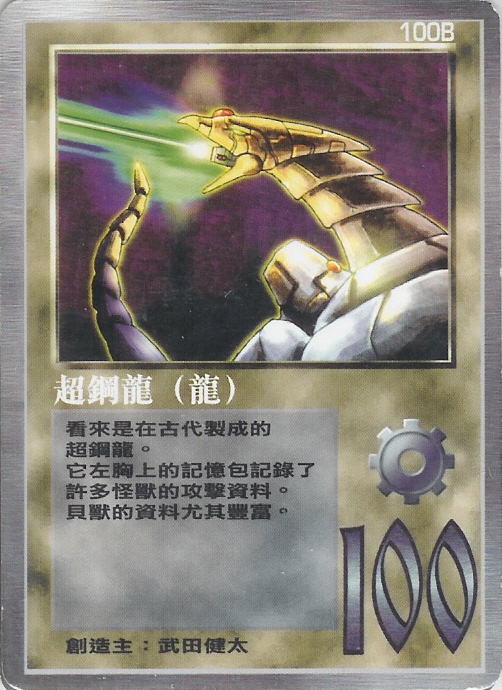 100B
超鋼龍（龍）
看來是在古代製成的
超鋼龍。
它左胸上的記憶包記錄了
許多怪獸的攻擊資料。
貝獸的資料尤其豐富。
100
創造主：武田健太